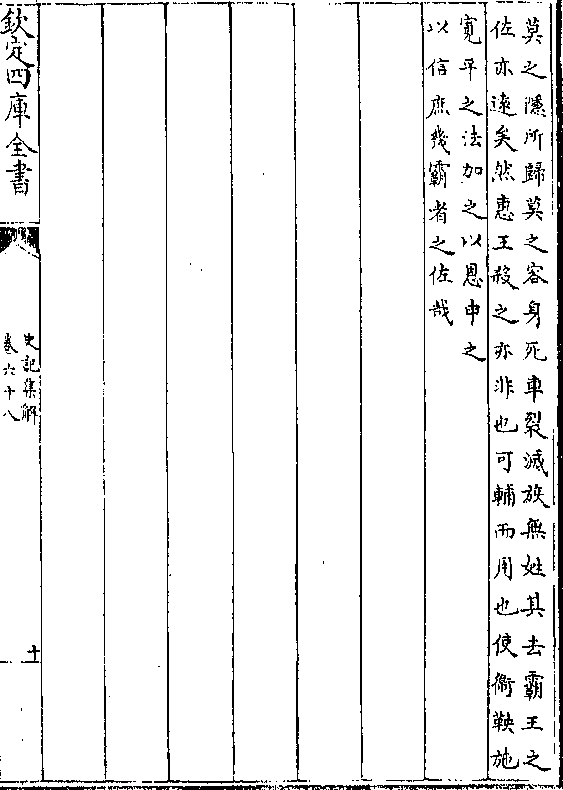 莫之隱所歸莫之容身死車裂滅族無姓其去霸王之
佐亦遠矣然惠王殺之亦非也可輔而用也使衛鞅施
寛平之法加之以恩申之
以信庶幾霸者之佐哉
欽定四庫全書
史記集解
卷六十八
十